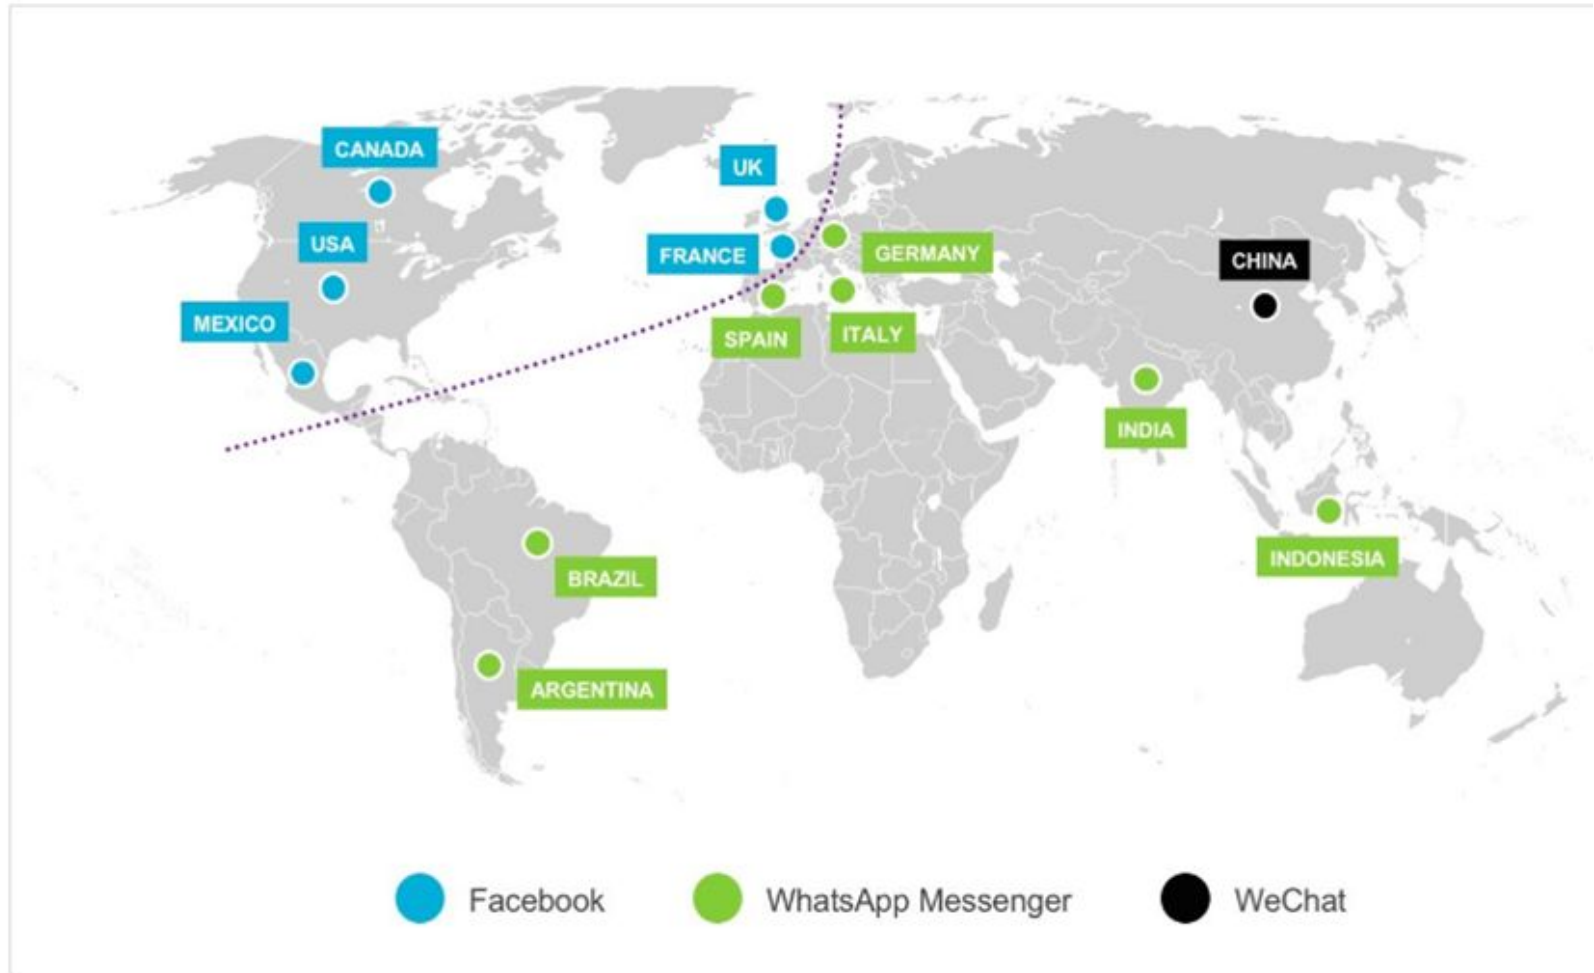 CANADA
UK
USA
FRANCE
GERMANY
CHINA
MEXICO
SPAIN
ITALY
INDIA
INDONESIA
BRAZIL
ARGENTINA
Facebook
WhatsApp Messenger
WeChat